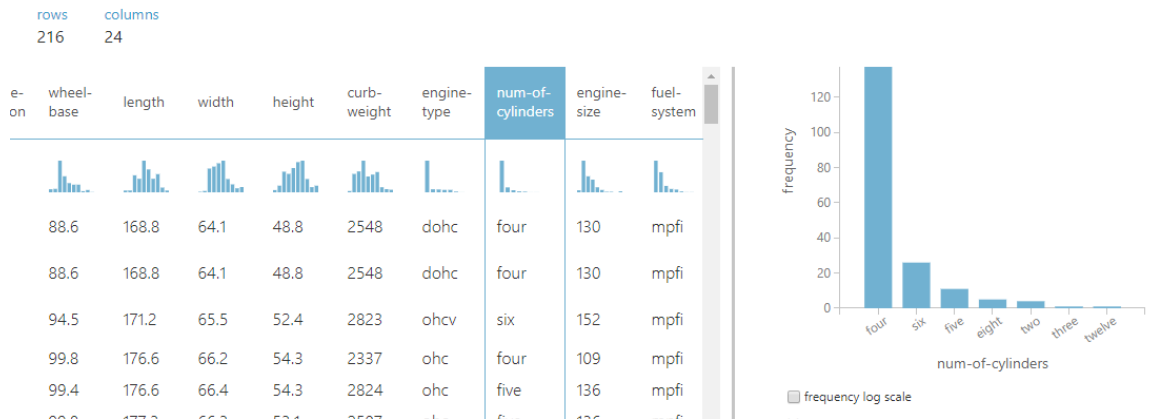 rows columns
216 24
e- wheel- curb- engine- num-of- engine- fuel-
on base length width height weight type cylinders size system
88.6 168.8 64.1 48.8 2548 dohc four 130 mpfi
88.6 168.8 64.1 48.8 2548 dohc four 130 mpfi
94.5 171.2 65.5 52.4 2823 ohcv six 152 mpfi
99.8 176.6 66.2 54.3 2337 ohc four 109 mpfi
99.4 176.6 66.4 54.3 2824 ohc five 136 mpfi
frequency
120
100
80
60
40
20
0
four six five eight two three twelve
num-of-cylinders
frequency log scale